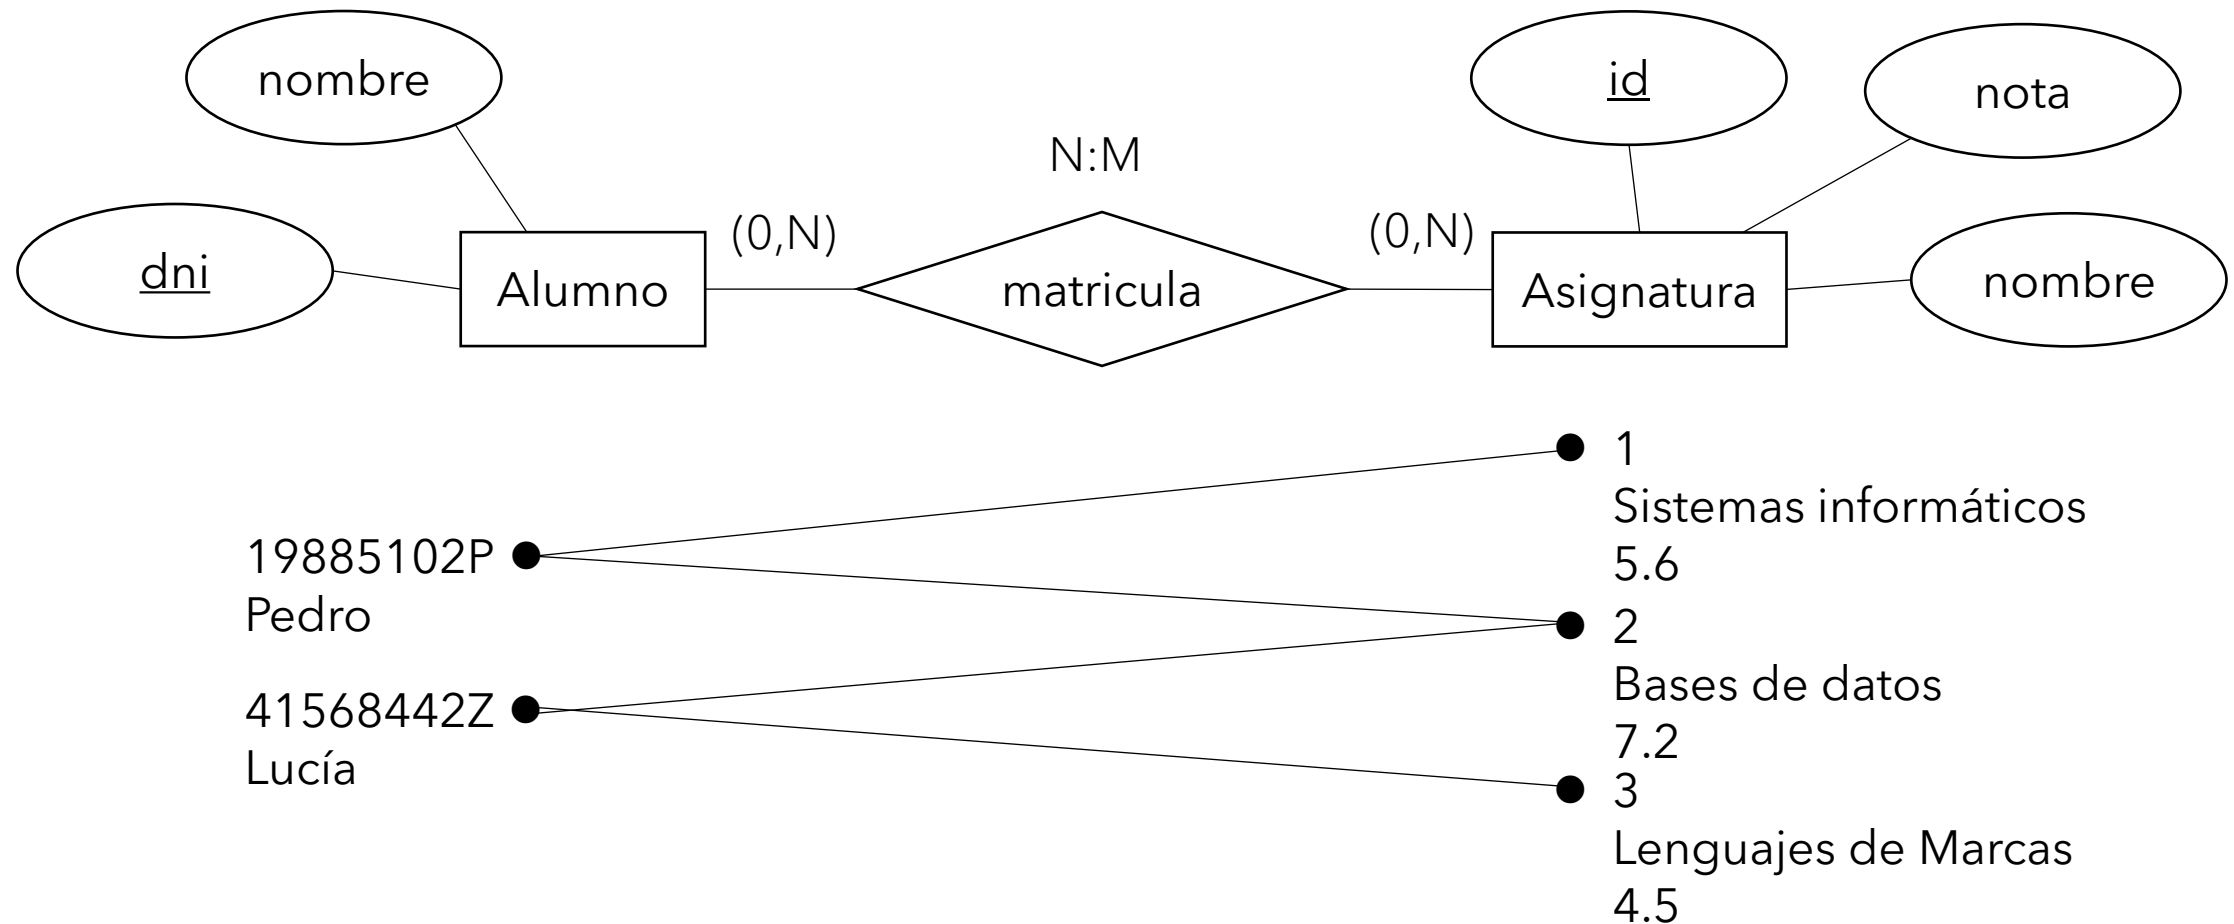 nombre
id
nota
N:M
dni
Alumno
(0,N)
matricula
(0,N)
Asignatura
nombre
19885102P
Pedro
41568442Z
Lucía
1
Sistemas informáticos
5.6
2
Bases de datos
7.2
3
Lenguajes de Marcas
4.5